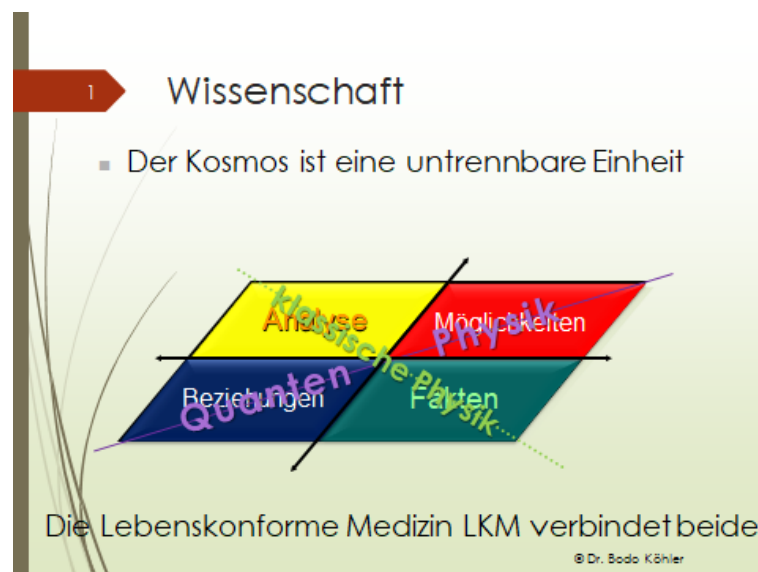 1
Wissenschaft
Der Kosmos ist eine untrennbare Einheit
Analyse
Möglichkeiten
Beziehungen
Fakten
klassische Physik
Quanten Physik
Die Lebenskonforme Medizin LKM verbindet beide
© Dr. Bodo Köhler